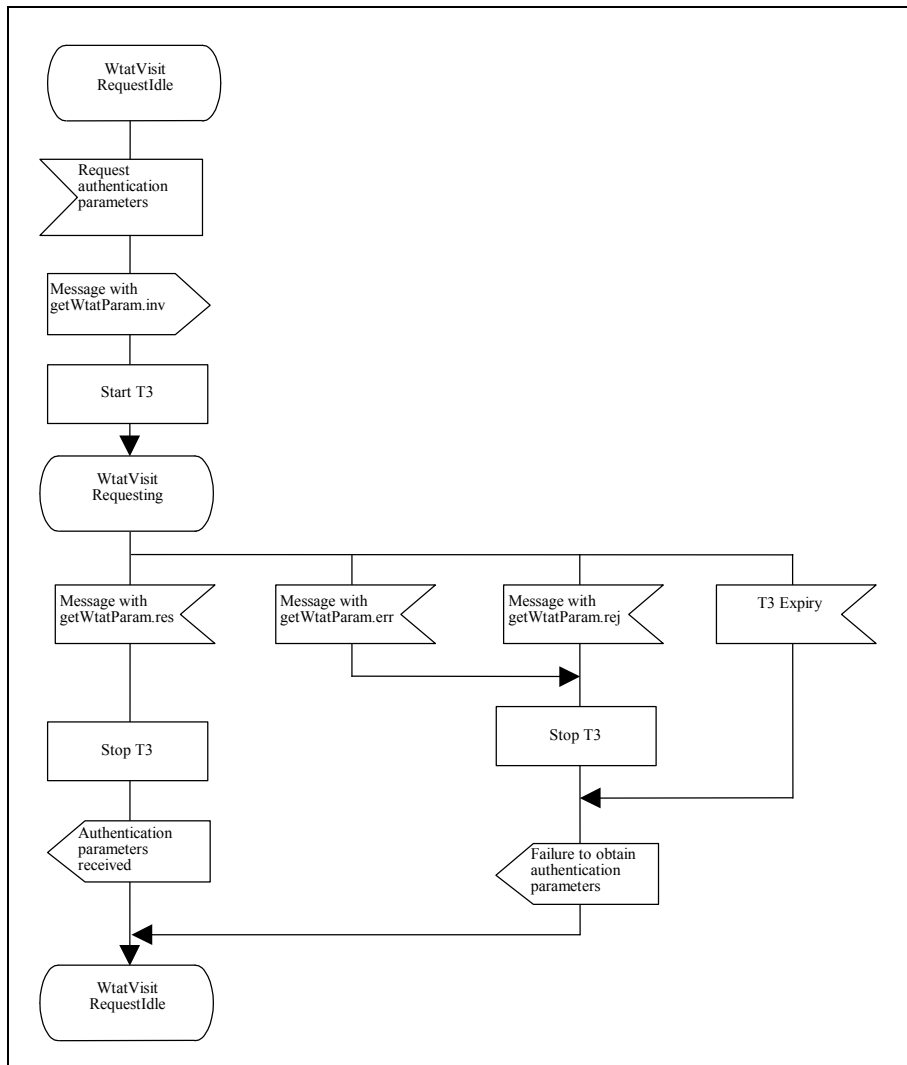 WtatVisit
RequestIdle
Request
authentication
parameters
Message with
getWtatParam.inv
Start T3
WtatVisit
Requesting
Message with
getWtatParam.res
Message with
getWtatParam.err
Message with
getWtatParam.rej
T3 Expiry
Stop T3
Stop T3
Authentication
parameters
received
Failure to obtain
authentication
parameters
WtatVisit
RequestIdle